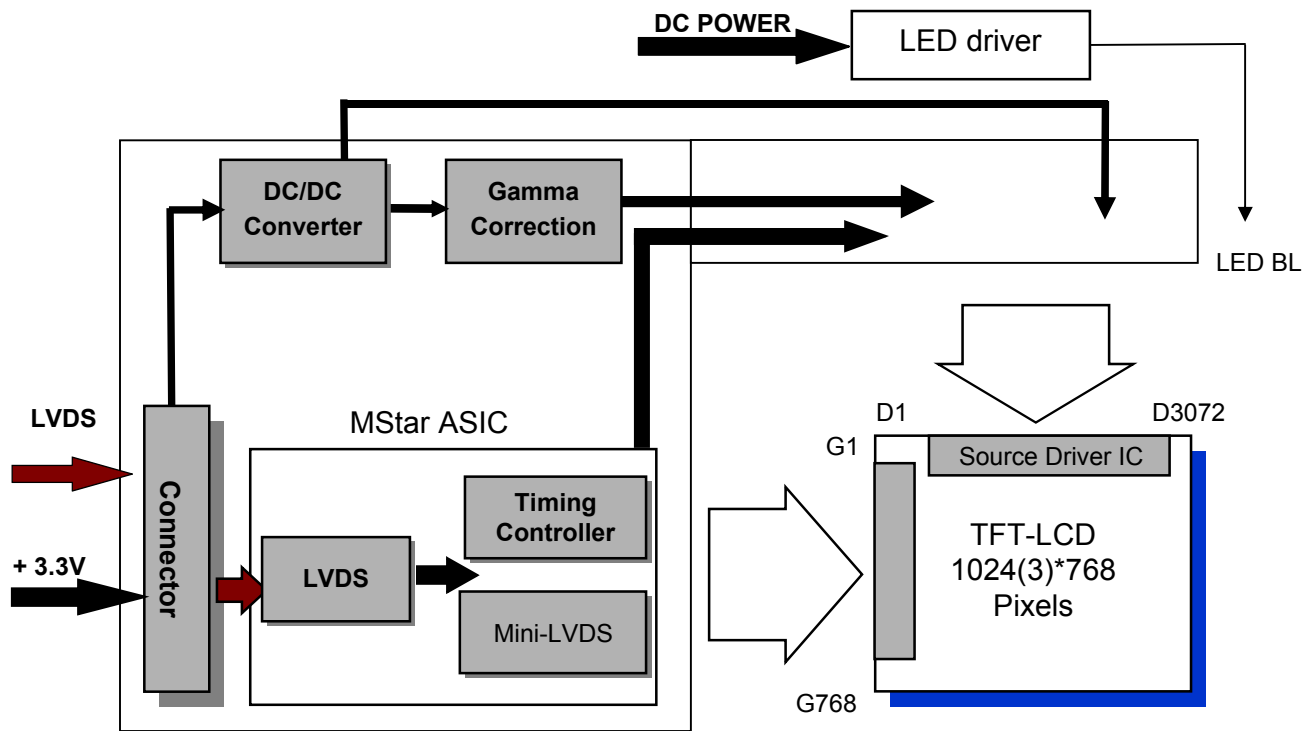 DC POWER
LED driver
DC/DC
Converter
Gamma
Correction
LED BL
LVDS
+ 3.3V
Connector
MStar ASIC
LVDS
Timing
Controller
Mini-LVDS
D1
D3072
G1
Source Driver IC
TFT-LCD
1024(3)*768
Pixels
G768